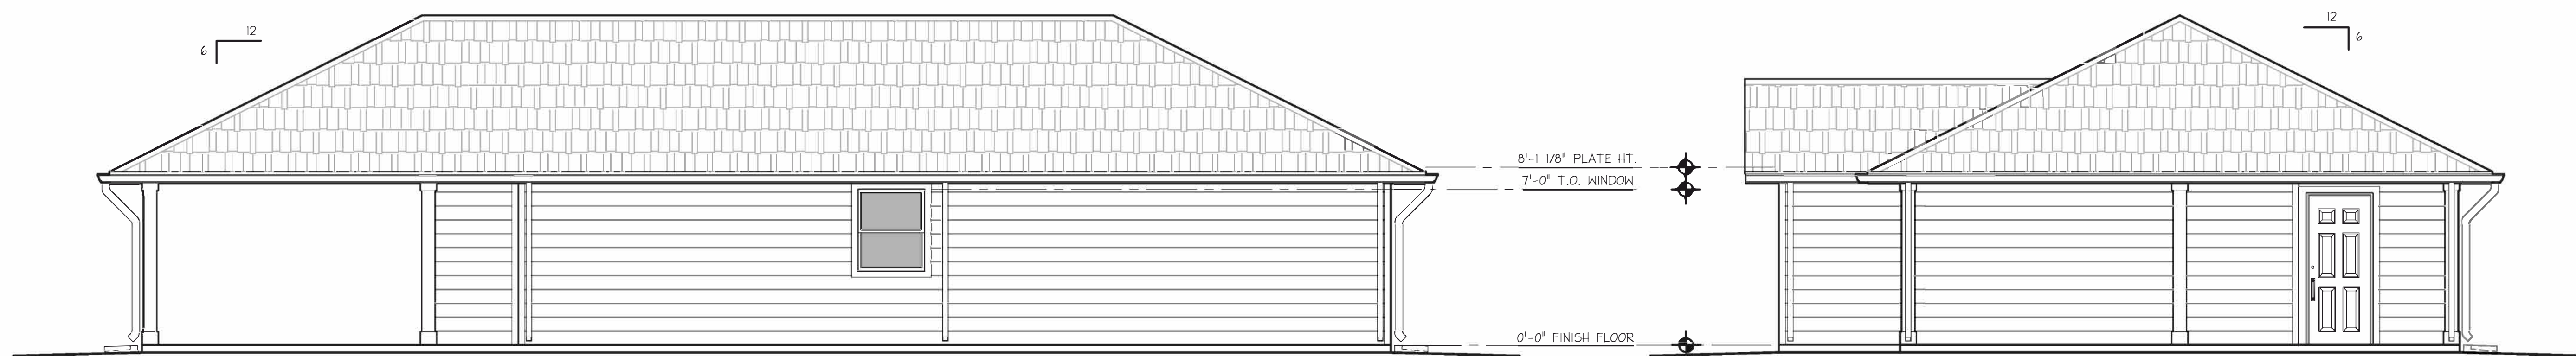 12
6
12
6
8'-1 1/8" PLATE HT.
7'-0" T.O. WINDOW
0'-0" FINISH FLOOR